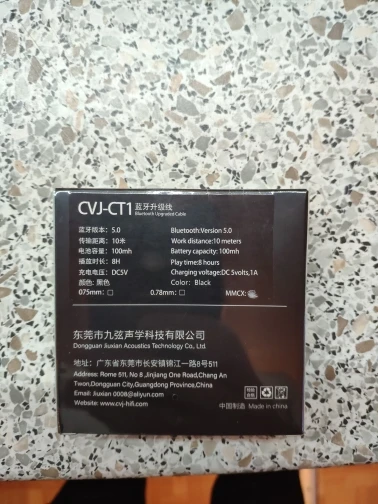 CVJ-CT1 蓝牙升级线
Bluetooth Upgraded Cable
蓝牙版本: 5.0 Bluetooth:Version 5.0
传输距离: 10米 Work distance:10 meters
电池容量: 100mh Battery capacity:100mh
播放时间: 8H Play time:8 hours
充电电压: DC5V Charging voltage:DC 5volts,1A
颜色: 黑色 Color: Black
075mm: 0.78mm: MMCX:
东莞市九弦声学科技有限公司
Dongguan Jiuxian Acoustics Technology Co., Ltd.
地址: 广东省东莞市长安镇锦江一路8号511
Address: Rome 511, No 8 Jinjiang One Road,Chang An
Twon,Dongguan City,Guangdong Province,China
Email: Jiuxian 0008@aliyun.com
Website: www.cvj-hifi.com 中国制造 Made in china